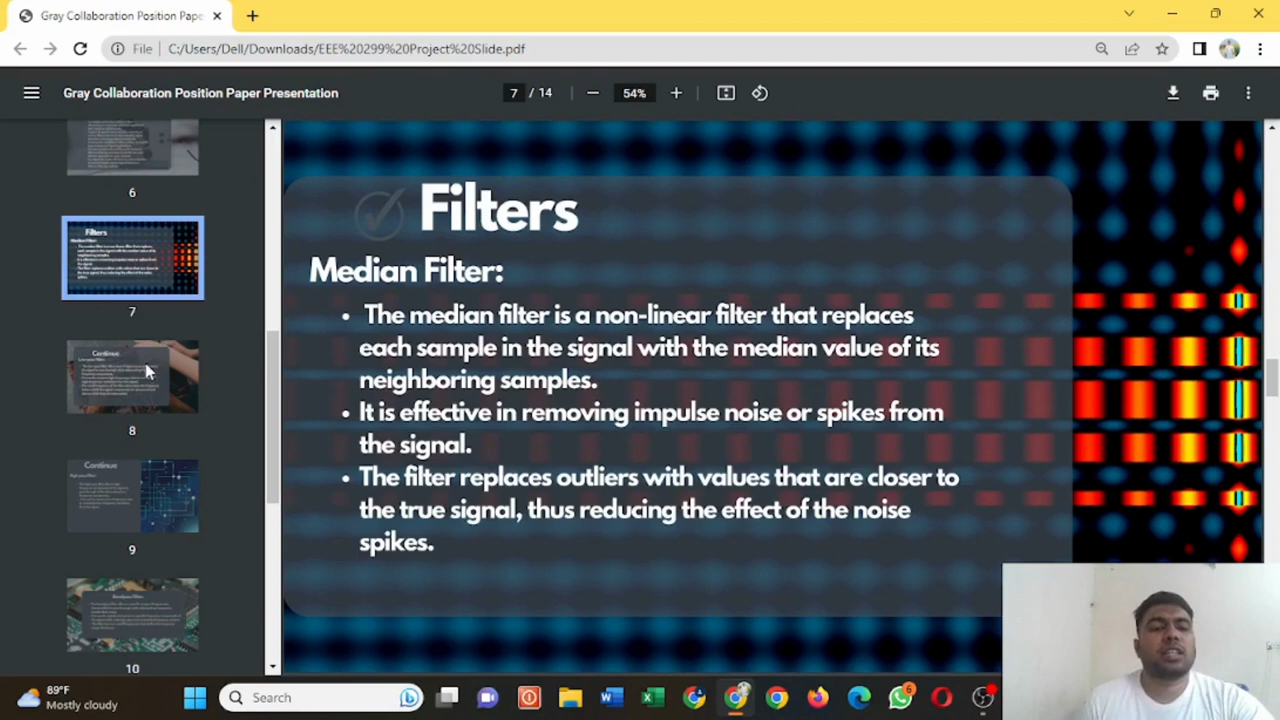 Gray Collaboration Position Pape
File
C:/Users/Dell/Downloads/EEE%20299%20Project%20Slide.pdf
Gray Collaboration Position Paper Presentation
7 / 14
54%
6
Filters
7
Continue
8
Continue
9
10
Filters
Median Filter:
• The median filter is a non-linear filter that replaces
each sample in the signal with the median value of its
neighboring samples.
• It is effective in removing impulse noise or spikes from
the signal.
• The filter replaces outliers with values that are closer to
the true signal, thus reducing the effect of the noise
spikes.
89°F
Mostly cloudy
Search